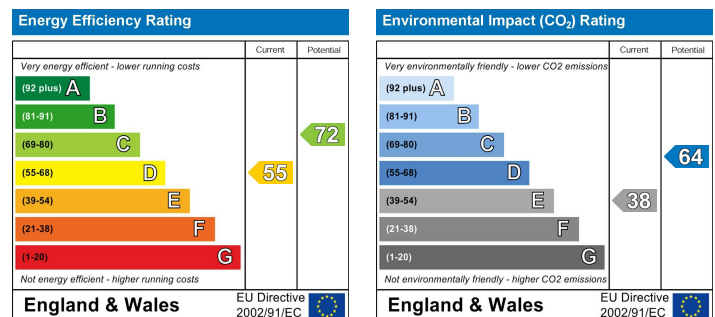 Energy Efficiency Rating
Current Potential
Very energy efficient - lower running costs
(92 plus) A
(81-91) B
(69-80) C
72
(55-68) D
55
(39-54) E
(21-38) F
(1-20) G
Not energy efficient - higher running costs
England & Wales
EU Directive
2002/91/EC
Environmental Impact (CO2) Rating
Current Potential
Very environmentally friendly - lower CO2 emissions
(92 plus) A
(81-91) B
(69-80) C
64
(55-68) D
(39-54) E
38
(21-38) F
(1-20) G
Not environmentally friendly - higher CO2 emissions
England & Wales
EU Directive
2002/91/EC